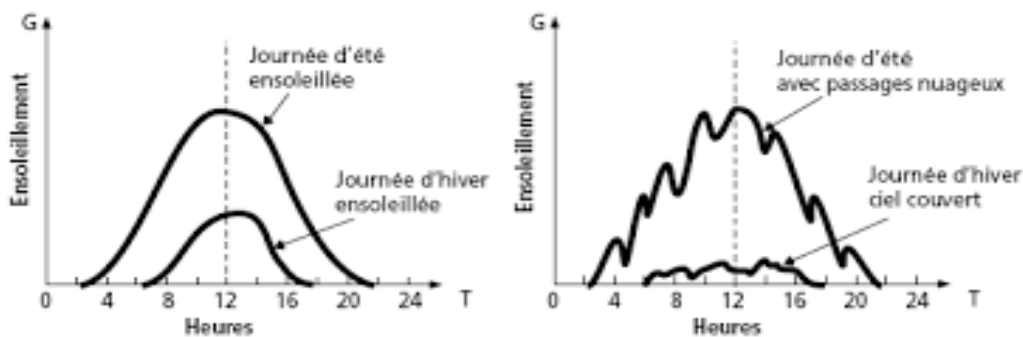 G
Ensoleillement
Journée d'été
ensoleillée
Journée d'hiver
ensoleillée
0 4 8 12 16 20 24 T
Heures
G
Ensoleillement
Journée d'été
avec passages nuageux
Journée d'hiver
ciel couvert
0 4 8 12 16 20 24 T
Heures